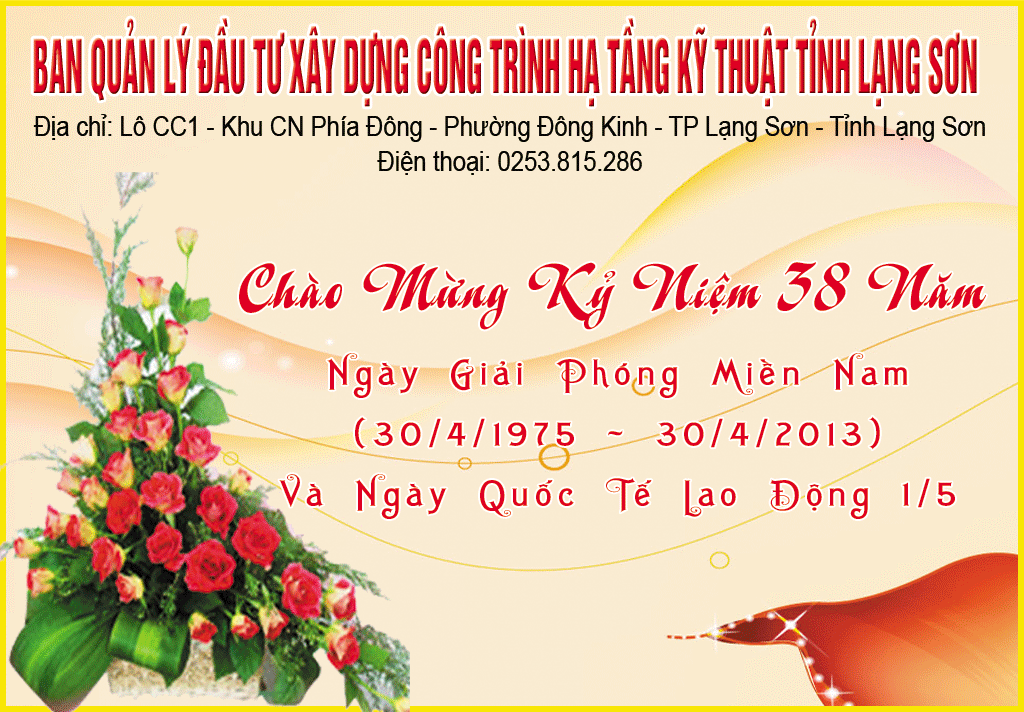 BAN QUẢN LÝ ĐẦU TƯ XÂY DỰNG CÔNG TRÌNH HẠ TẦNG KỸ THUẬT TỈNH LẠNG SƠN
Địa chỉ: Lô CC1 - Khu CN Phía Đông - Phường Đông Kinh - TP Lạng Sơn - Tỉnh Lạng Sơn
Điện thoại: 0253.815.286
Chào Mừng Kỷ Niệm 38 Năm
Ngày Giải Phóng Miền Nam
(30/4/1975 ~ 30/4/2013)
Và Ngày Quốc Tế Lao Động 1/5